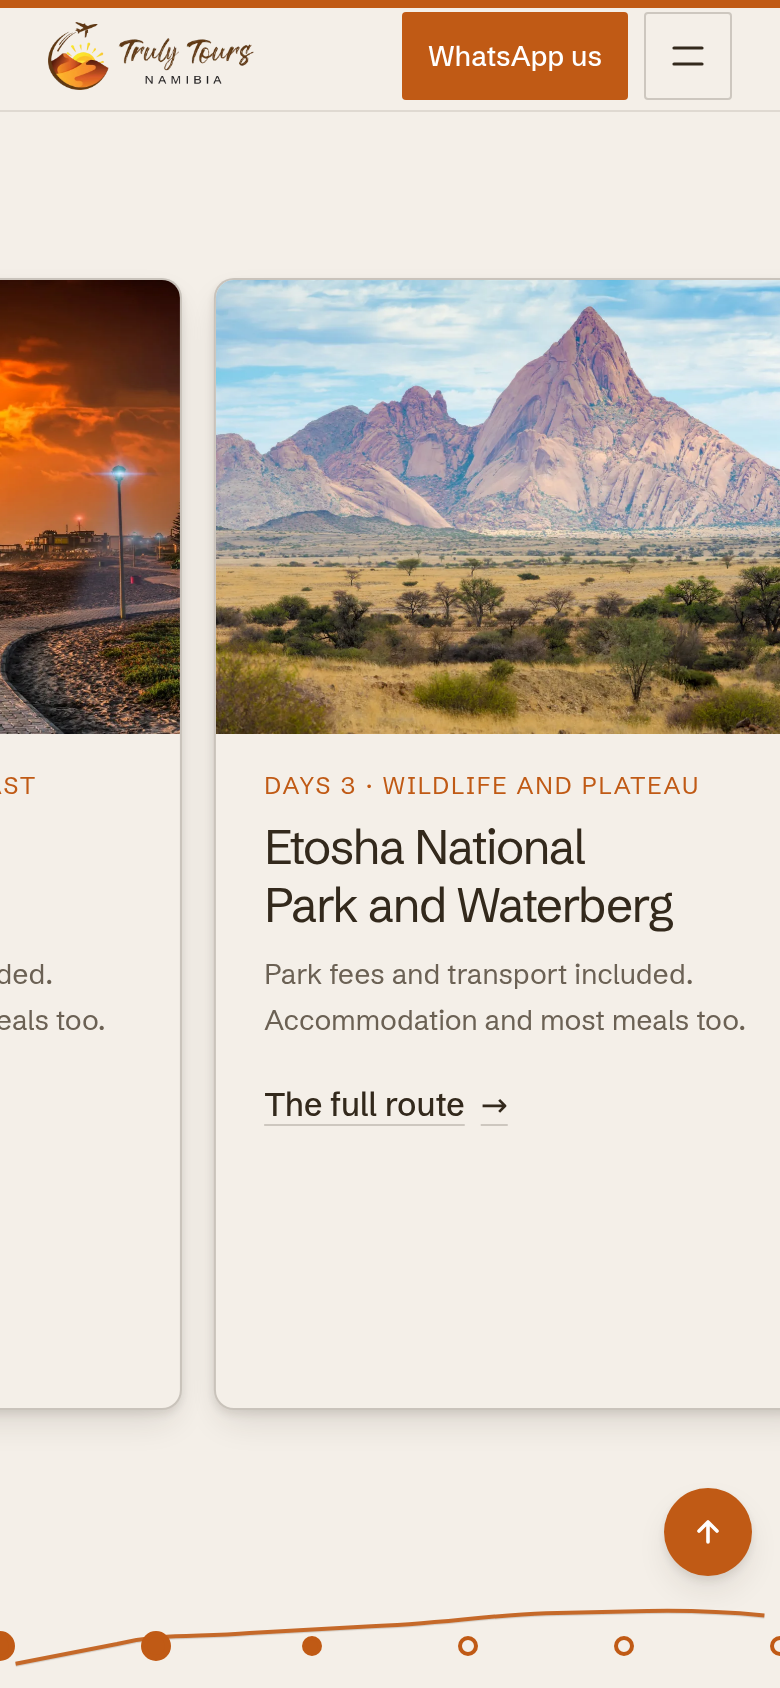 Truly Tours
NAMIBIA
WhatsApp us
DAYS 3 · WILDLIFE AND PLATEAU
Etosha National
Park and Waterberg
Park fees and transport included.
Accommodation and most meals too.
The full route →
too.